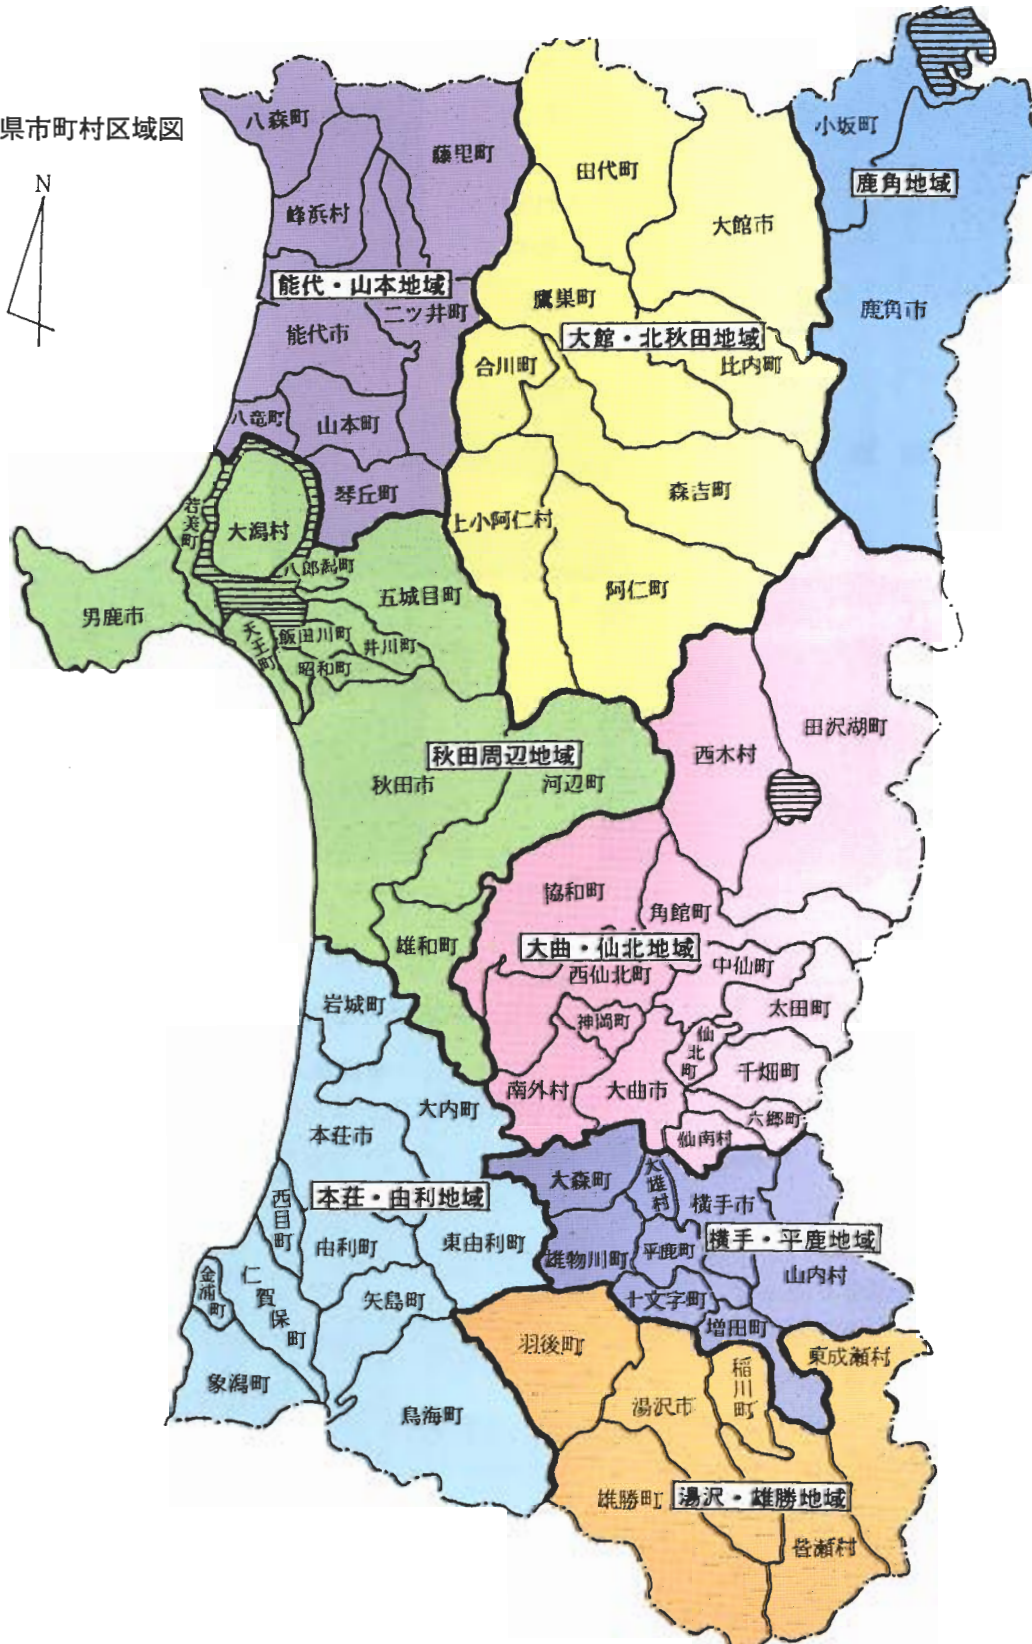 県市町村区域図
N
八森町
藤里町
峰浜村
能代・山本地域
二ツ井町
能代市
八竜町
山本町
琴丘町
田代町
大館市
鷹巣町
大館・北秋田地域
合川町
比内町
森吉町
上小阿仁村
阿仁町
小坂町
鹿角地域
鹿角市
若美町
大潟村
八郎潟町
五城目町
男鹿市
天王町
飯田川町
井川町
昭和町
秋田周辺地域
秋田市
河辺町
雄和町
西木村
田沢湖町
協和町
角館町
大曲・仙北地域
西仙北町
中仙町
太田町
神岡町
仙北町
千畑町
南外村
大曲市
六郷町
仙南村
岩城町
大内町
本荘市
本荘・由利地域
西目町
由利町
東由利町
金浦町
仁賀保町
矢島町
象潟町
鳥海町
大森町
大雄村
横手市
横手・平鹿地域
雄物川町
平鹿町
山内村
十文字町
増田町
羽後町
東成瀬村
稲川町
湯沢市
雄勝町
湯沢・雄勝地域
皆瀬村